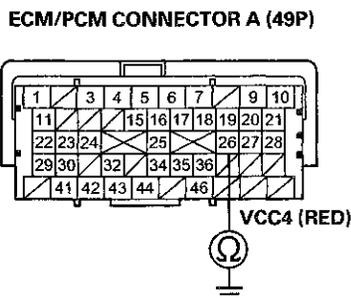 ECM/PCM CONNECTOR A (49P)
1 3 4 5 6 7 9 10
11 15 16 17 18 19 20 21
22 23 24 25 26 27 28
29 30 32 34 35 36
41 42 43 44 46
VCC4 (RED)
Ω